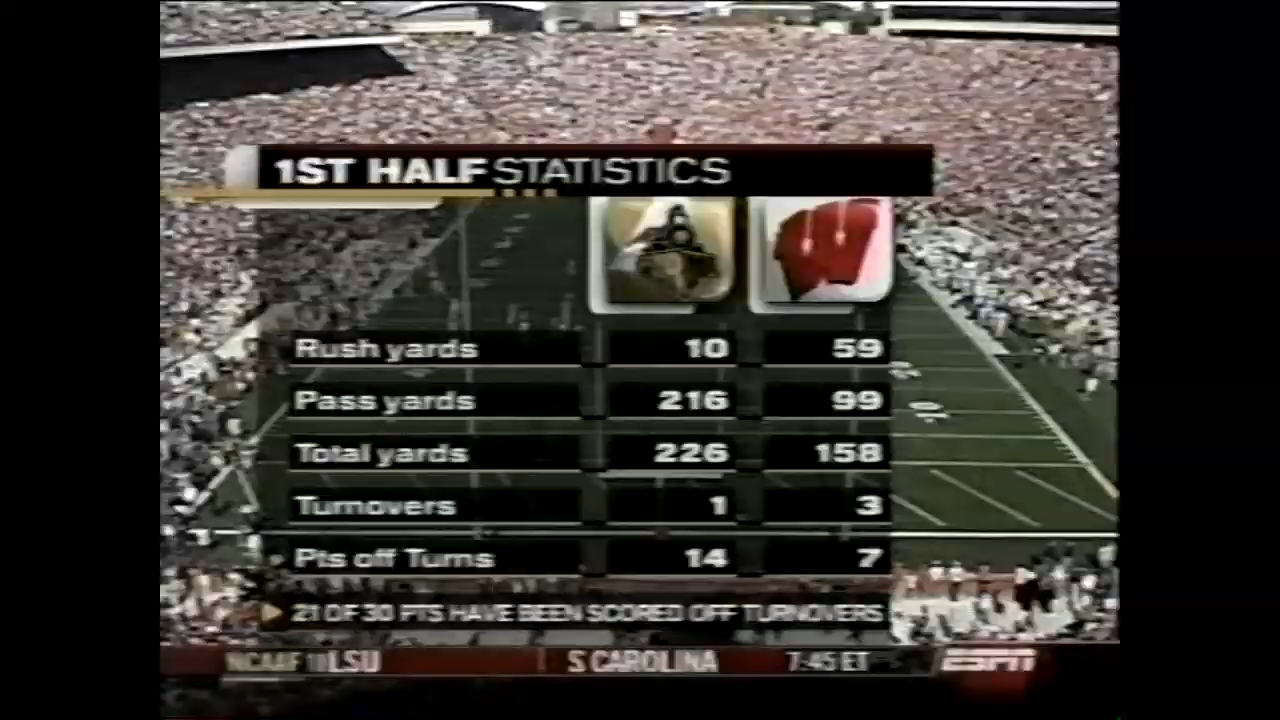 1ST HALF STATISTICS
Rush yards 10 59
Pass yards 216 99
Total yards 226 158
Turnovers 1 3
Pts off Turns 14 7
21 OF 30 PTS HAVE BEEN SCORED OFF TURNOVERS
NCAAF LSU S CAROLINA 7:45 ET ESPN